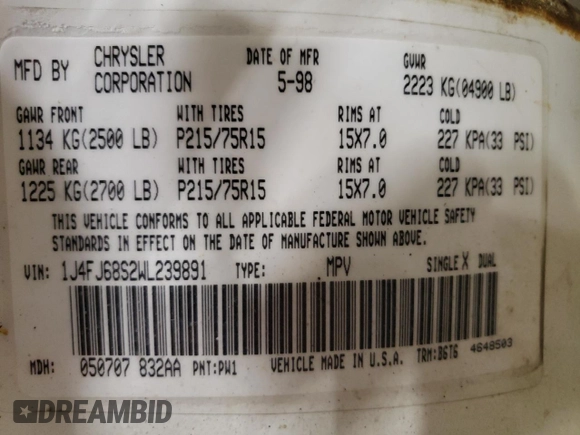 MFD BY CHRYSLER CORPORATION DATE OF MFR 5-98 GVWR 2223 KG(04900 LB)
GAWR FRONT WITH TIRES RIMS AT COLD
1134 KG(2500 LB) P215/75R15 15X7.0 227 KPA(33 PSI)
GAWR REAR WITH TIRES RIMS AT COLD
1225 KG(2700 LB) P215/75R15 15X7.0 227 KPA(33 PSI)
THIS VEHICLE CONFORMS TO ALL APPLICABLE FEDERAL MOTOR VEHICLE SAFETY
STANDARDS IN EFFECT ON THE DATE OF MANUFACTURE SHOWN ABOVE.
VIN: 1J4FJ68S2WL239891 TYPE: MPV SINGLE X DUAL
MDH: 050707 832AA PNT:PW1 VEHICLE MADE IN U.S.A. TRM:D6T6 4648503
DREAMBID